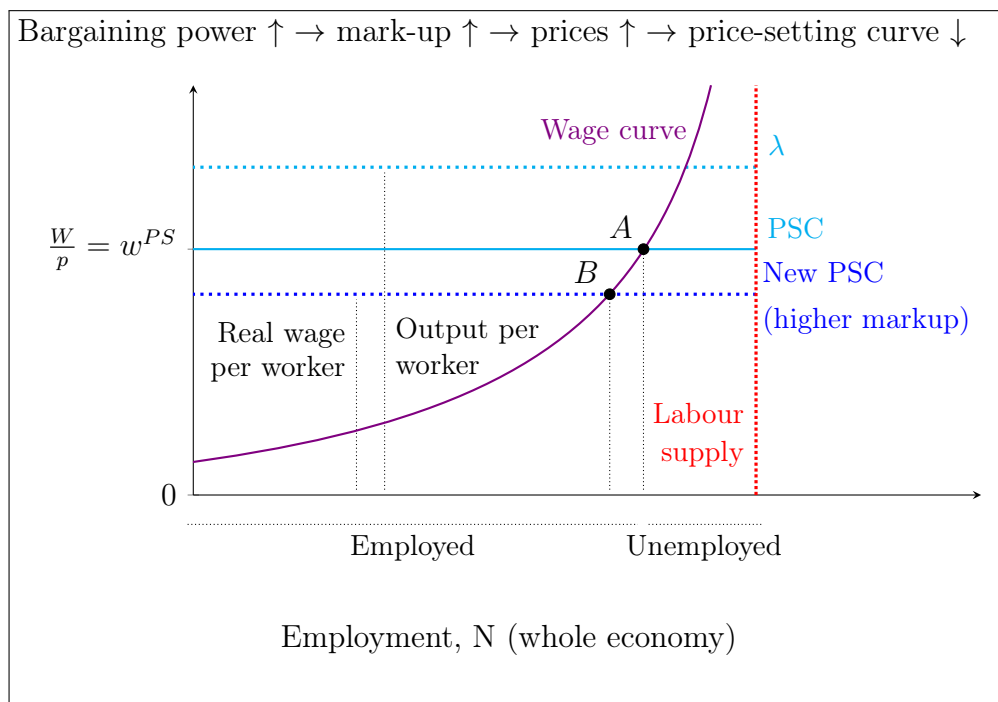 Bargaining power ↑ → mark-up ↑ → prices ↑ → price-setting curve ↓
Wage curve
λ
W/p = w^PS
A
PSC
B
New PSC
(higher markup)
Real wage
per worker
Output per
worker
Labour
supply
0
Employed
Unemployed
Employment, N (whole economy)